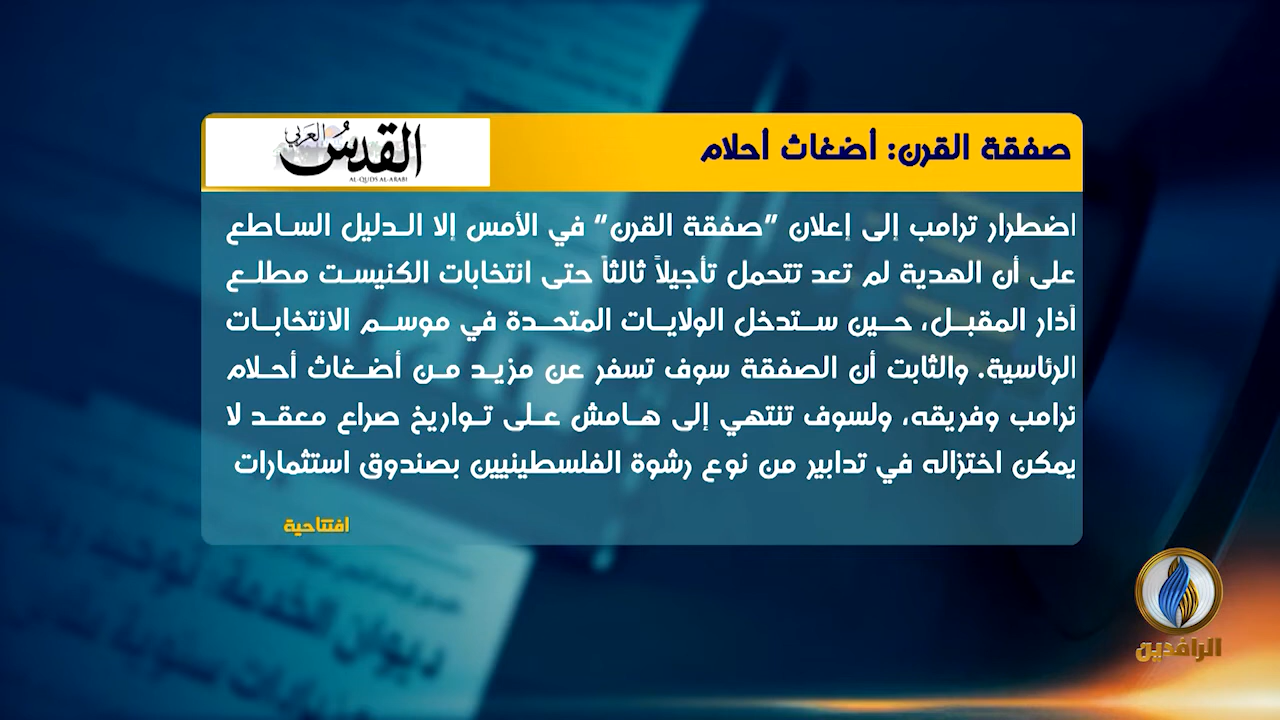 صفقة القرن: أضغاث أحلام
القدس العربي
AL-QUDS AL-ARABI
اضطرار ترامب إلى إعلان ”صفقة القرن“ في الأمس إلا الدليل الساطع
على أن الهدية لم تعد تتحمل تأجيلاً ثالثاً حتى انتخابات الكنيست مطلع
آذار المقبل، حين ستدخل الولايات المتحدة في موسم الانتخابات
الرئاسية. والثابت أن الصفقة سوف تسفر عن مزيد من أضغاث أحلام
ترامب وفريقه، ولسوف تنتهي إلى هامش على تواريخ صراع معقد لا
يمكن اختزاله في تدابير من نوع رشوة الفلسطينيين بصندوق استثمارات
افتتاحية
ديوان الخدمة:
الرافدين